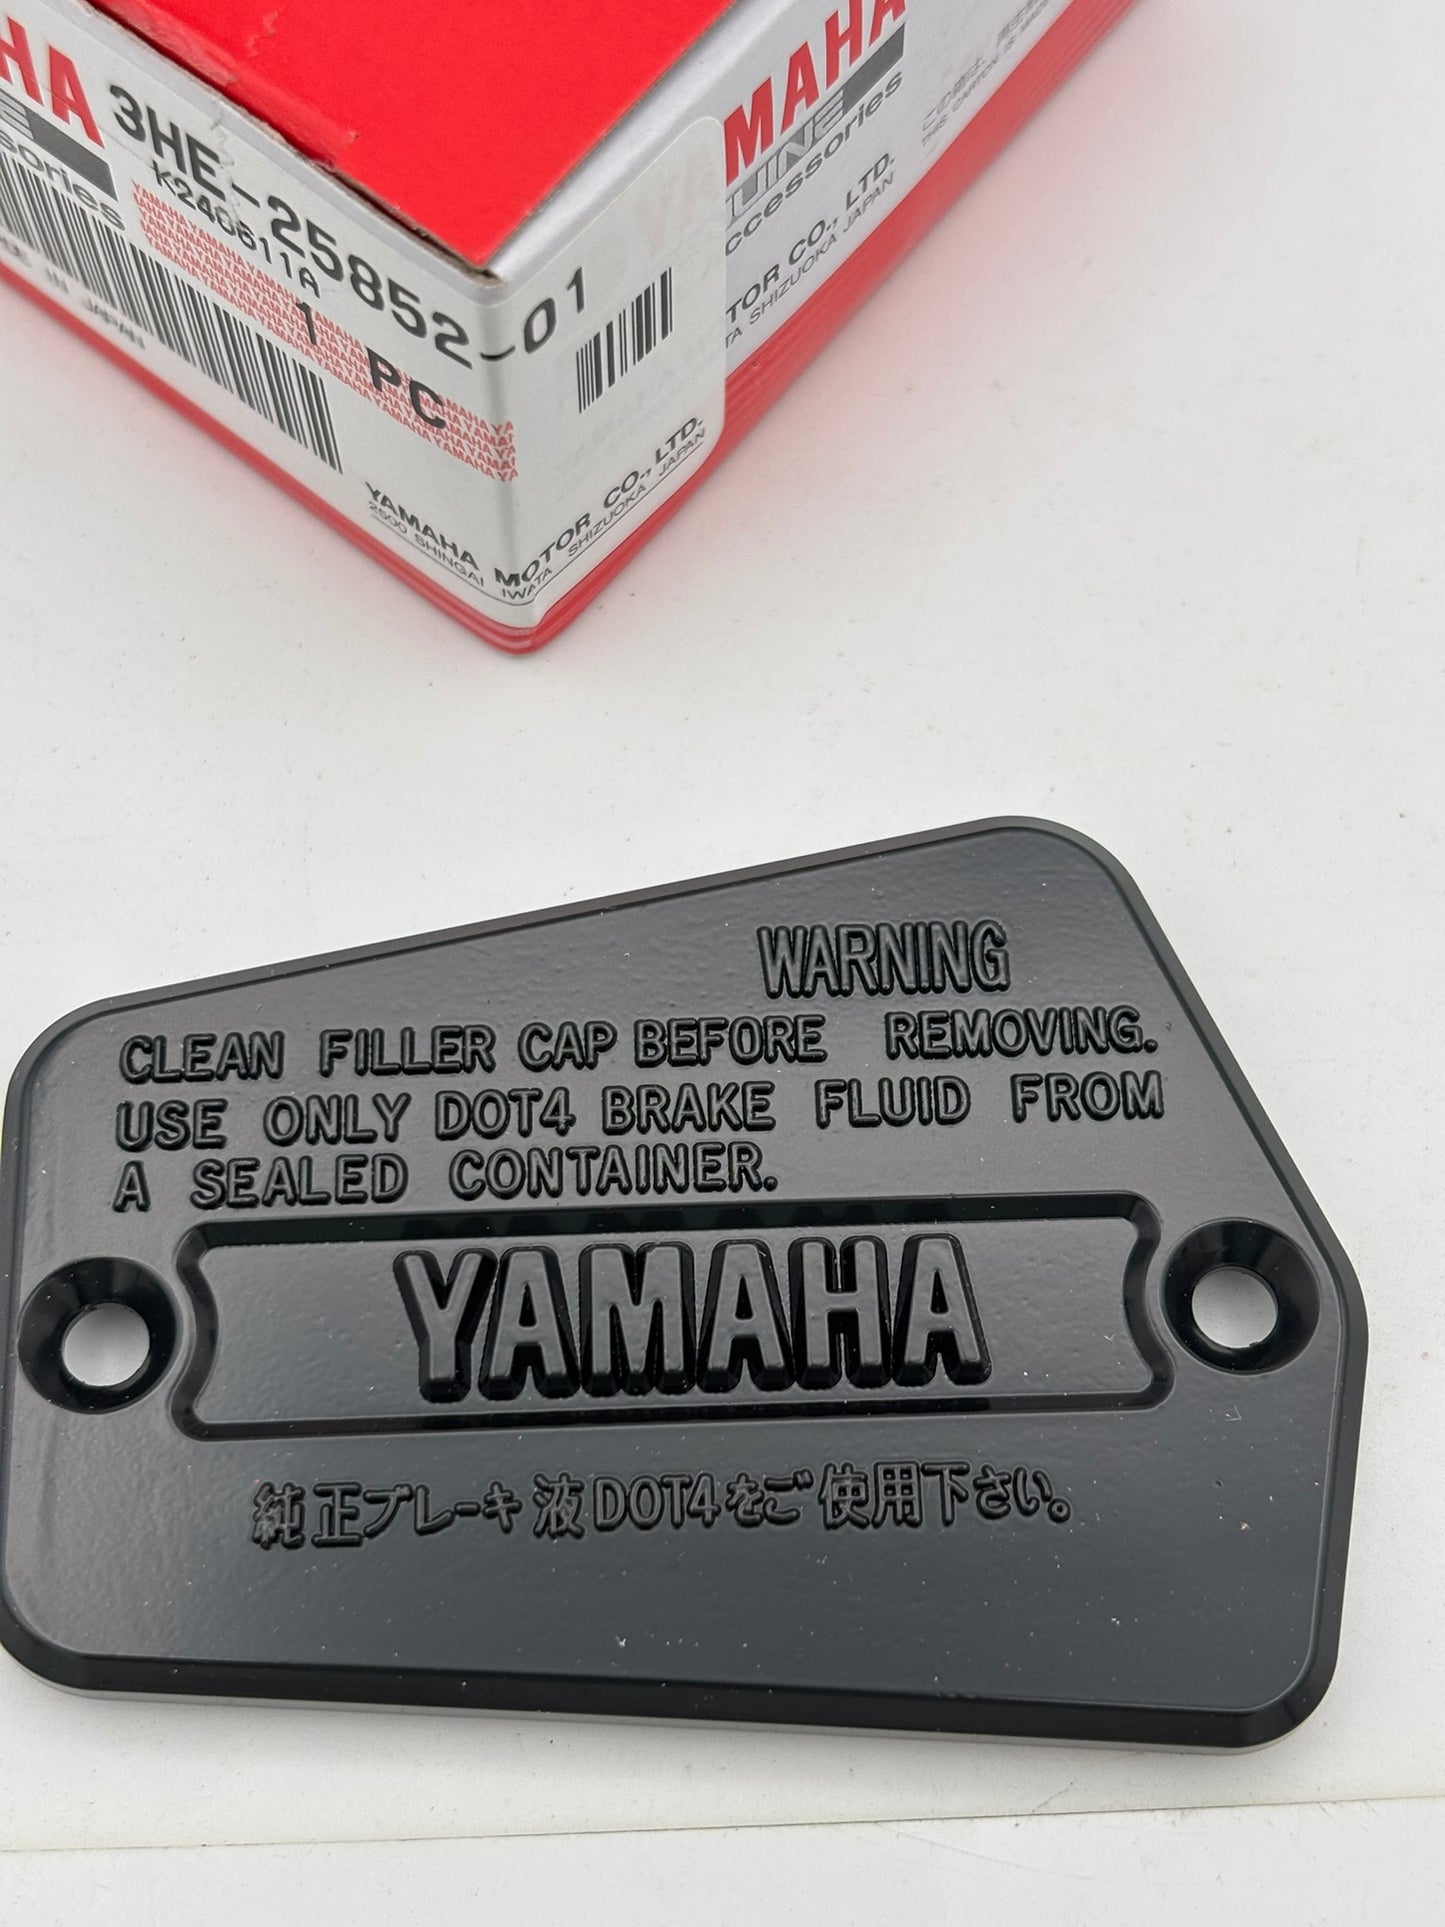 YAMAHA
3HE-25852-01
K240611A
1 PC
YAMAHA MOTOR CO., LTD.
2500 SHINGAI IWATA SHIZUOKA JAPAN
WARNING
CLEAN FILLER CAP BEFORE REMOVING.
USE ONLY DOT4 BRAKE FLUID FROM
A SEALED CONTAINER.
YAMAHA
純正ブレーキ液DOT4をご使用下さい。